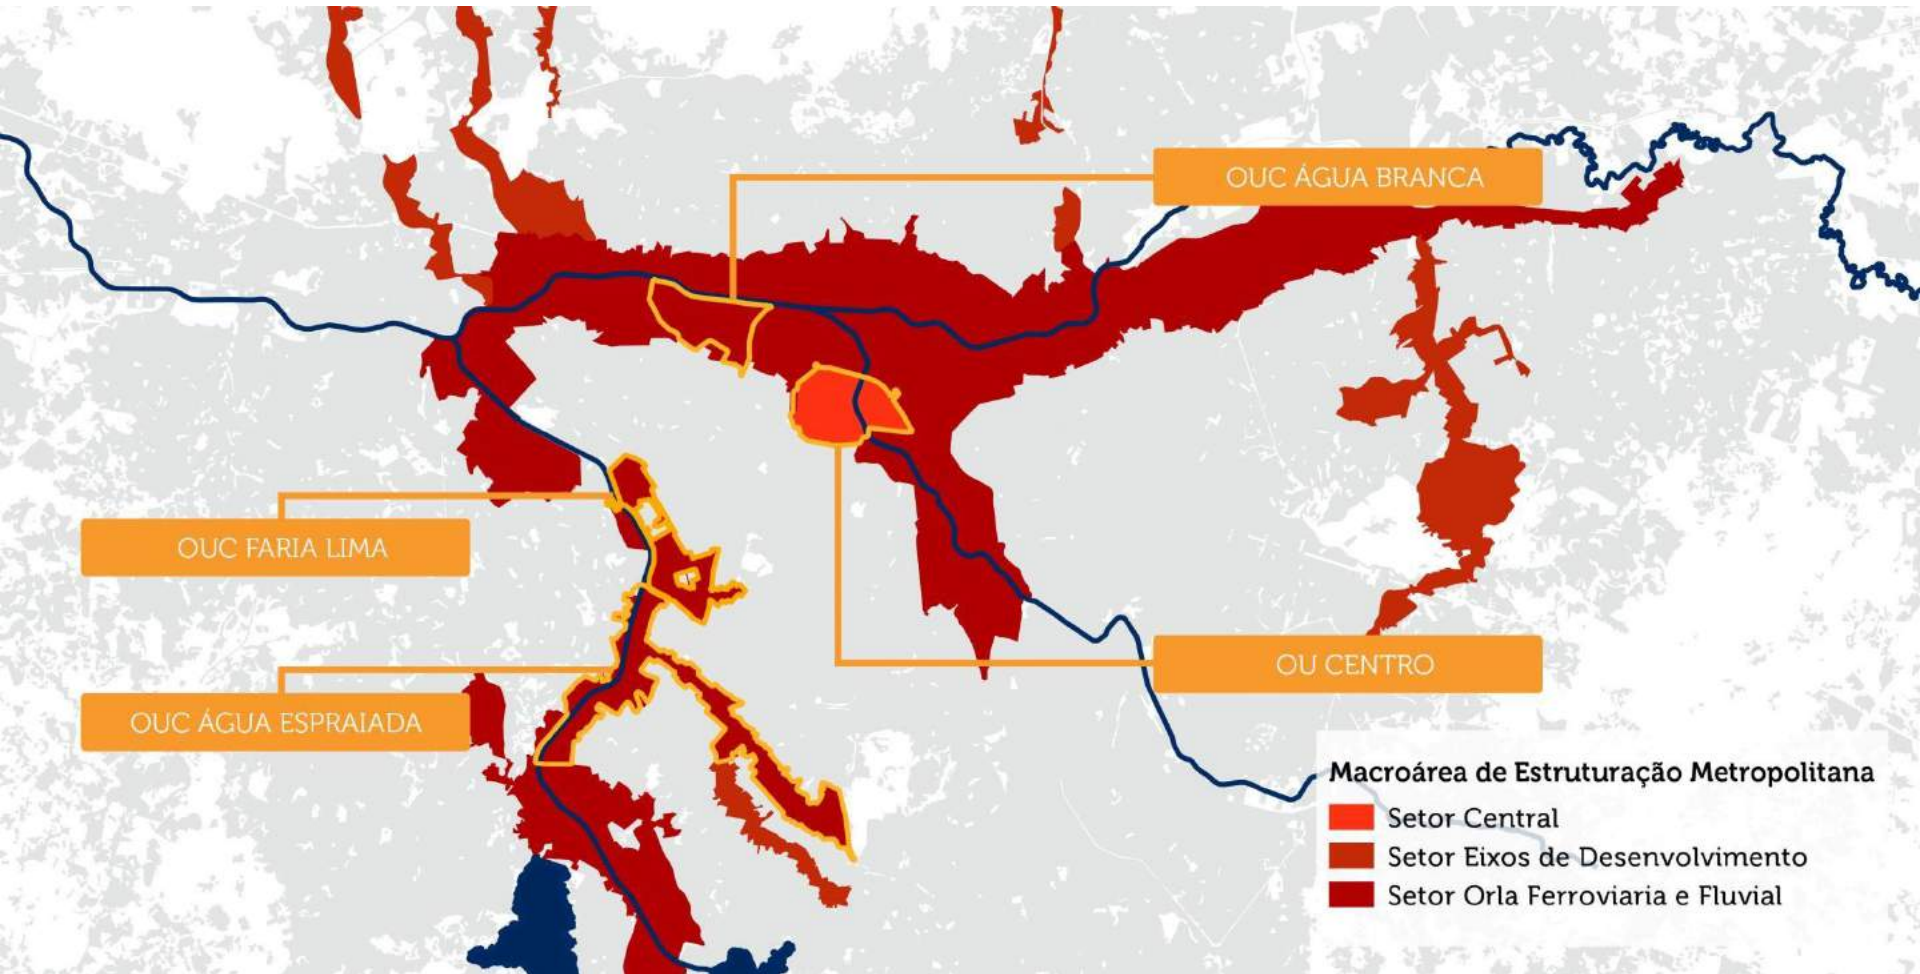 OUC ÁGUA BRANCA
OUC FARIA LIMA
OU CENTRO
OUC ÁGUA ESPRAIADA
Macroárea de Estruturação Metropolitana
Setor Central
Setor Eixos de Desenvolvimento
Setor Orla Ferroviaria e Fluvial